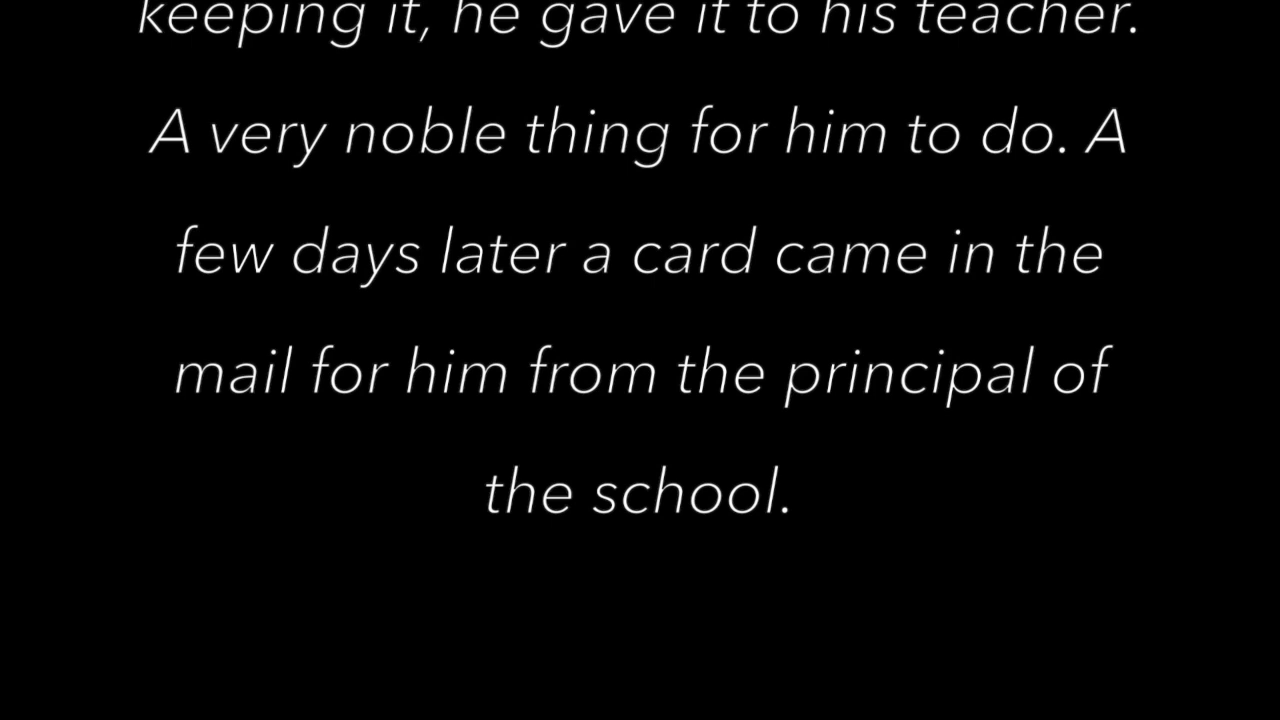 keeping it, he gave it to his teacher.
A very noble thing for him to do. A
few days later a card came in the
mail for him from the principal of
the school.